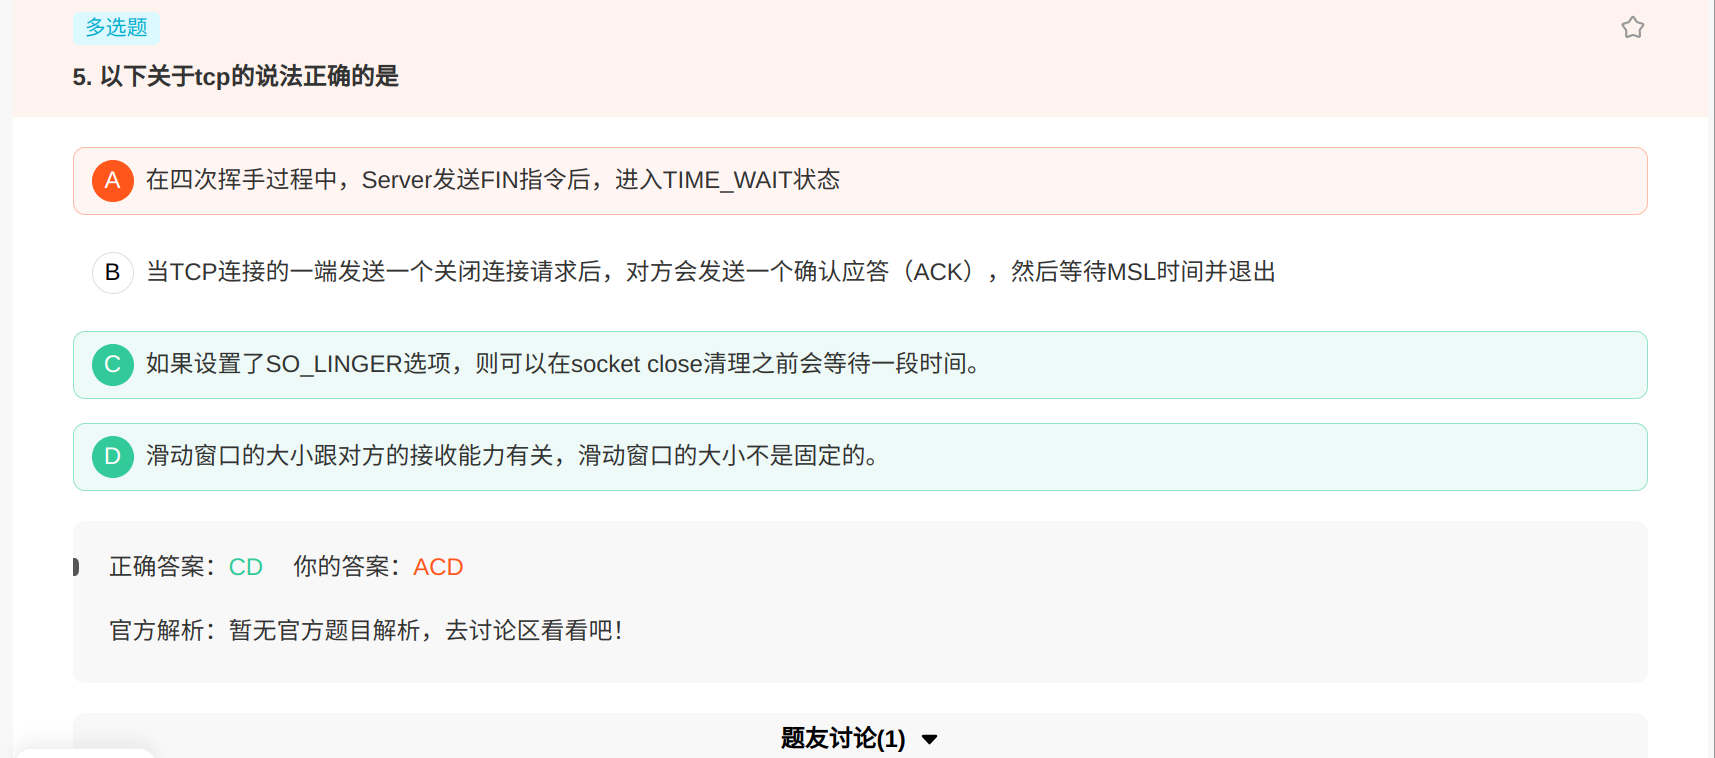 多选题
5. 以下关于tcp的说法正确的是
A 在四次挥手过程中，Server发送FIN指令后，进入TIME_WAIT状态
B 当TCP连接的一端发送一个关闭连接请求后，对方会发送一个确认应答（ACK），然后等待MSL时间并退出
C 如果设置了SO_LINGER选项，则可以在socket close清理之前会等待一段时间。
D 滑动窗口的大小跟对方的接收能力有关，滑动窗口的大小不是固定的。
正确答案：CD 你的答案：ACD
官方解析：暂无官方题目解析，去讨论区看看吧！
题友讨论(1)